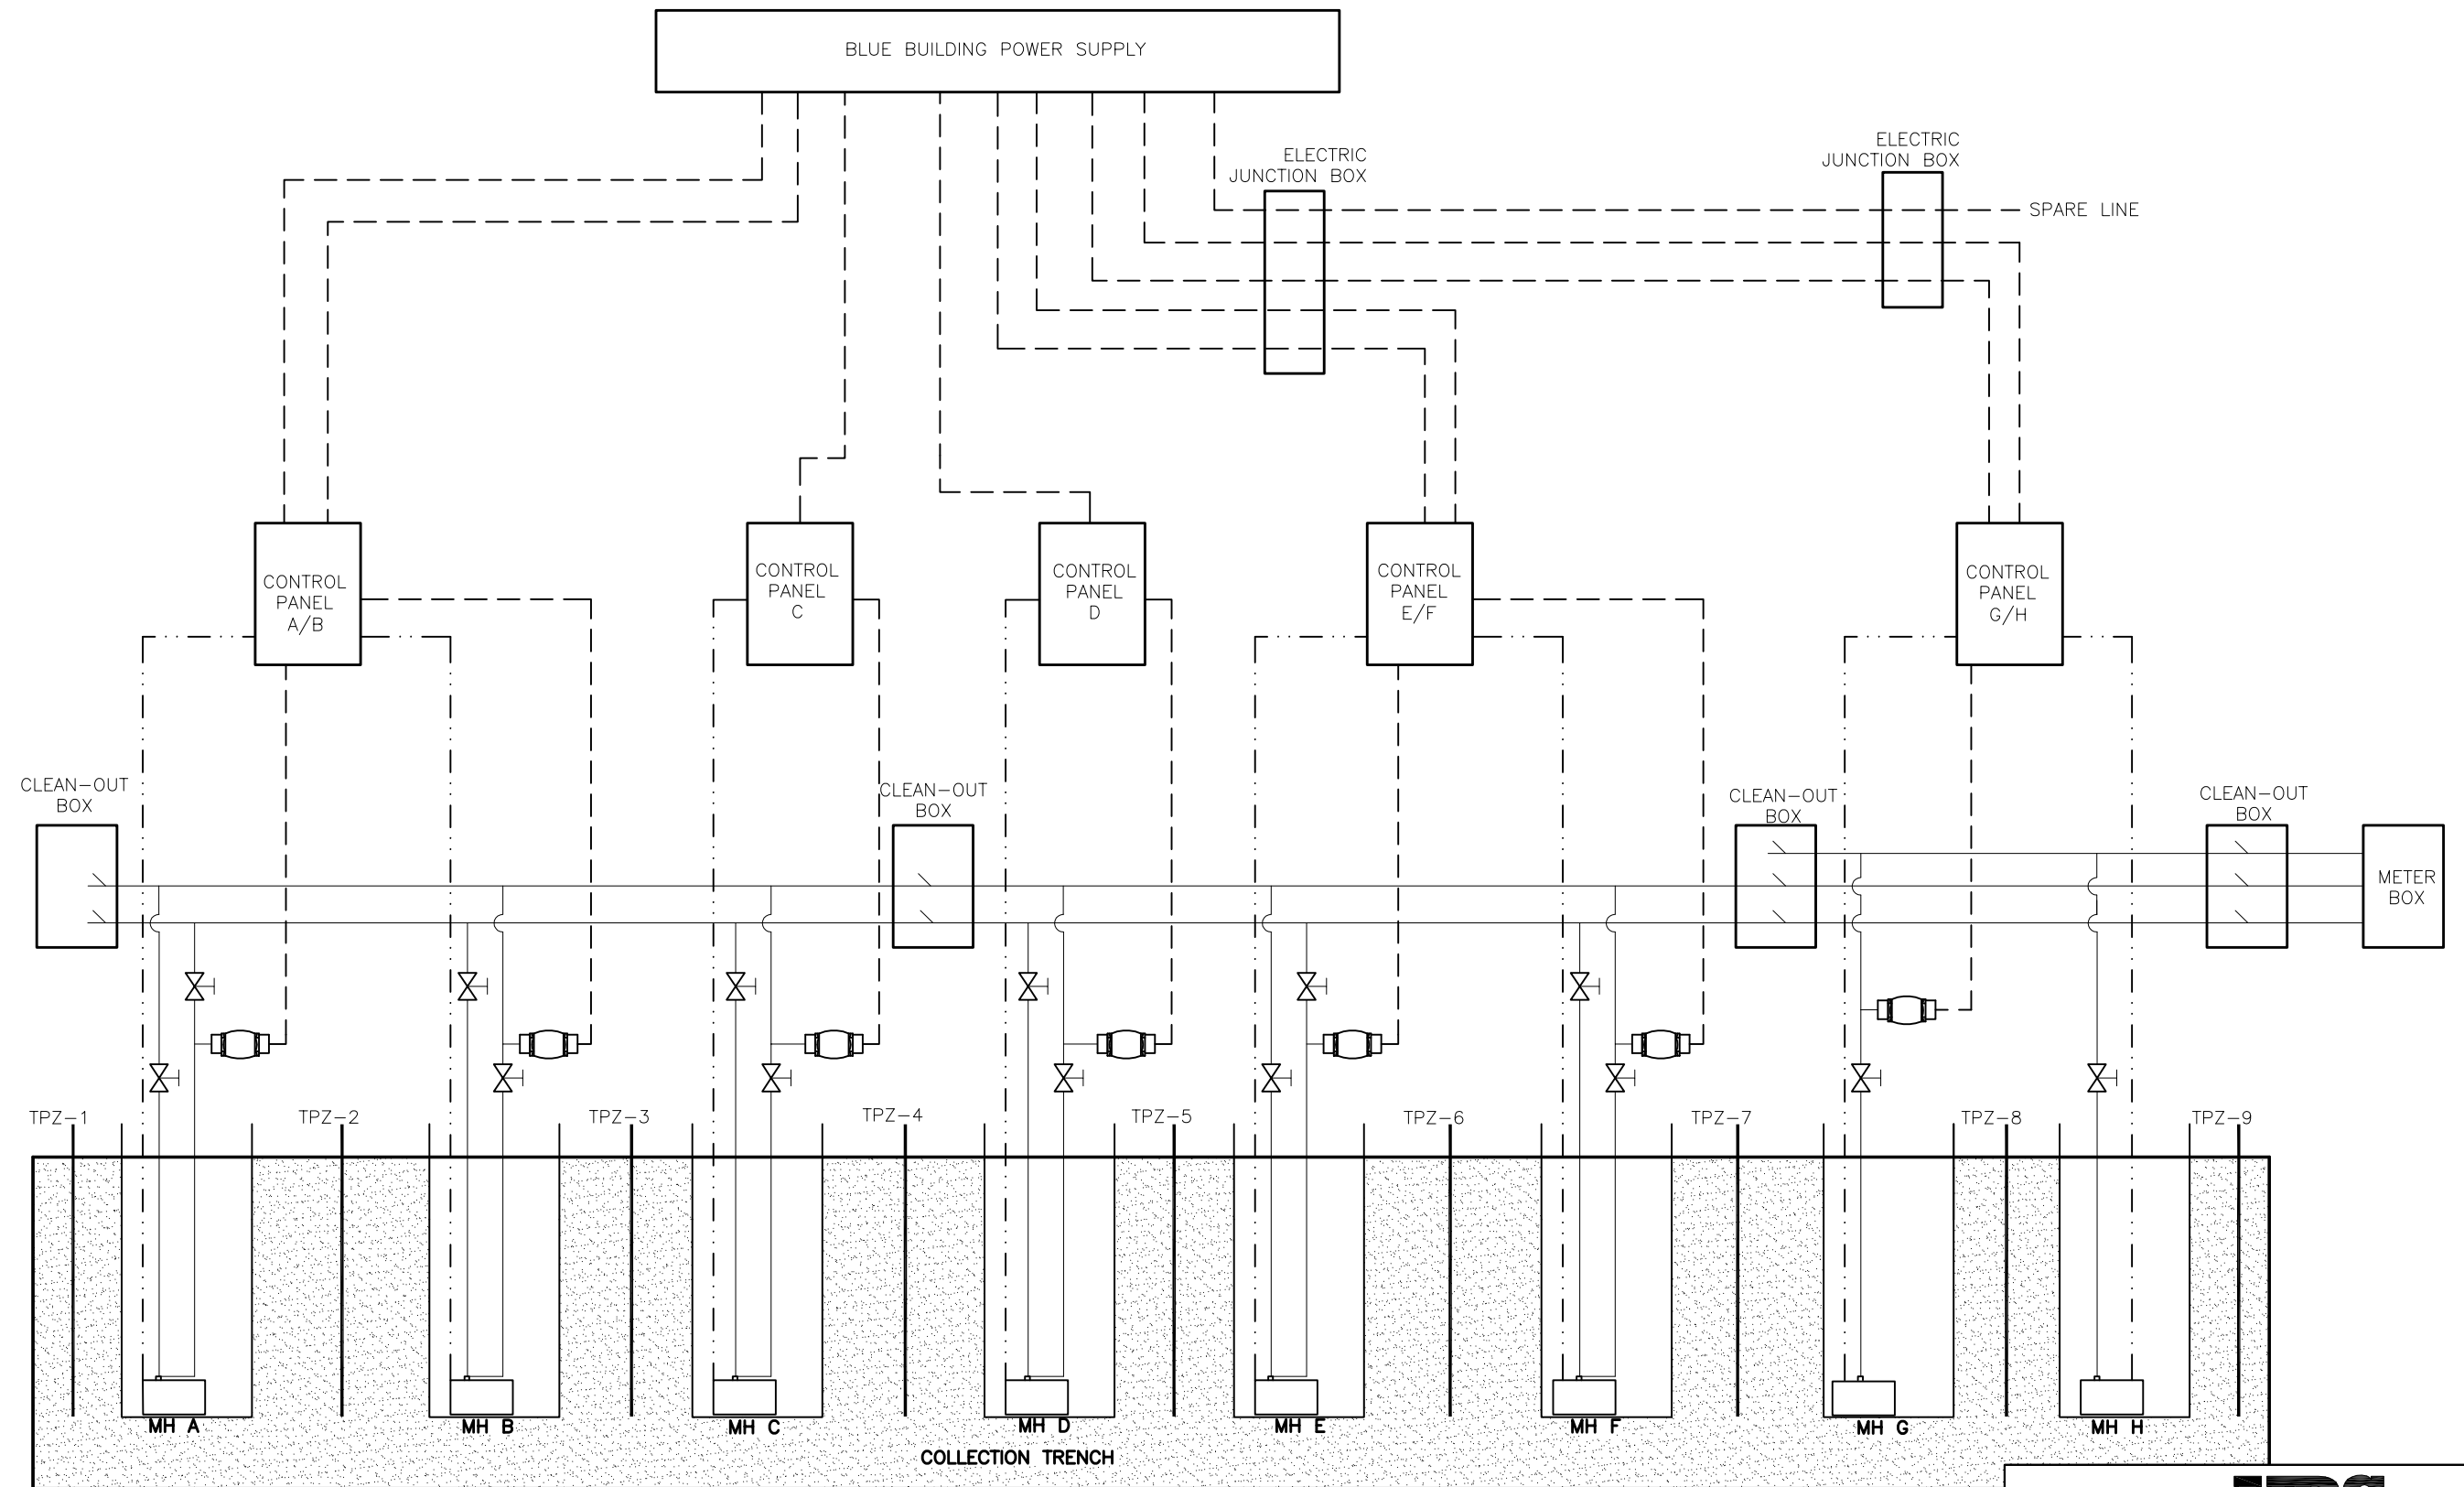 BLUE BUILDING POWER SUPPLY
ELECTRIC
JUNCTION BOX
ELECTRIC
JUNCTION BOX
SPARE LINE
CONTROL
PANEL
A/B
CONTROL
PANEL
C
CONTROL
PANEL
D
CONTROL
PANEL
E/F
CONTROL
PANEL
G/H
CLEAN-OUT
BOX
CLEAN-OUT
BOX
CLEAN-OUT
BOX
CLEAN-OUT
BOX
METER
BOX
TPZ-1
TPZ-2
TPZ-3
TPZ-4
TPZ-5
TPZ-6
TPZ-7
TPZ-8
TPZ-9
MH A
MH B
MH C
MH D
MH E
MH F
MH G
MH H
COLLECTION TRENCH